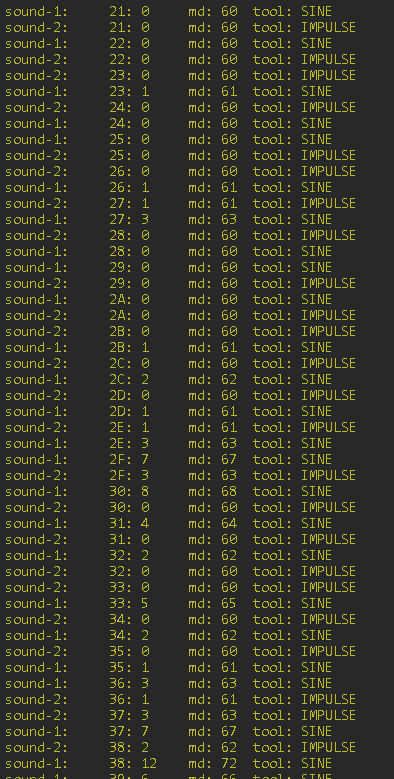 sound-1: 21: 0 md: 60 tool: SINE
sound-2: 21: 0 md: 60 tool: IMPULSE
sound-1: 22: 0 md: 60 tool: SINE
sound-2: 22: 0 md: 60 tool: IMPULSE
sound-2: 23: 0 md: 60 tool: IMPULSE
sound-1: 23: 1 md: 61 tool: SINE
sound-2: 24: 0 md: 60 tool: IMPULSE
sound-1: 24: 0 md: 60 tool: SINE
sound-1: 25: 0 md: 60 tool: SINE
sound-2: 25: 0 md: 60 tool: IMPULSE
sound-2: 26: 0 md: 60 tool: IMPULSE
sound-1: 26: 1 md: 61 tool: SINE
sound-2: 27: 1 md: 61 tool: IMPULSE
sound-1: 27: 3 md: 63 tool: SINE
sound-2: 28: 0 md: 60 tool: IMPULSE
sound-1: 28: 0 md: 60 tool: SINE
sound-1: 29: 0 md: 60 tool: SINE
sound-2: 29: 0 md: 60 tool: IMPULSE
sound-1: 2A: 0 md: 60 tool: SINE
sound-2: 2A: 0 md: 60 tool: IMPULSE
sound-2: 2B: 0 md: 60 tool: IMPULSE
sound-1: 2B: 1 md: 61 tool: SINE
sound-2: 2C: 0 md: 60 tool: IMPULSE
sound-1: 2C: 2 md: 62 tool: SINE
sound-2: 2D: 0 md: 60 tool: IMPULSE
sound-1: 2D: 1 md: 61 tool: SINE
sound-2: 2E: 1 md: 61 tool: IMPULSE
sound-1: 2E: 3 md: 63 tool: SINE
sound-1: 2F: 7 md: 67 tool: SINE
sound-2: 2F: 3 md: 63 tool: IMPULSE
sound-1: 30: 8 md: 68 tool: SINE
sound-2: 30: 0 md: 60 tool: IMPULSE
sound-1: 31: 4 md: 64 tool: SINE
sound-2: 31: 0 md: 60 tool: IMPULSE
sound-1: 32: 2 md: 62 tool: SINE
sound-2: 32: 0 md: 60 tool: IMPULSE
sound-2: 33: 0 md: 60 tool: IMPULSE
sound-1: 33: 5 md: 65 tool: SINE
sound-2: 34: 0 md: 60 tool: IMPULSE
sound-1: 34: 2 md: 62 tool: SINE
sound-2: 35: 0 md: 60 tool: IMPULSE
sound-1: 35: 1 md: 61 tool: SINE
sound-1: 36: 3 md: 63 tool: SINE
sound-2: 36: 1 md: 61 tool: IMPULSE
sound-2: 37: 3 md: 63 tool: IMPULSE
sound-1: 37: 7 md: 67 tool: SINE
sound-2: 38: 2 md: 62 tool: IMPULSE
sound-1: 38: 12 md: 72 tool: SINE